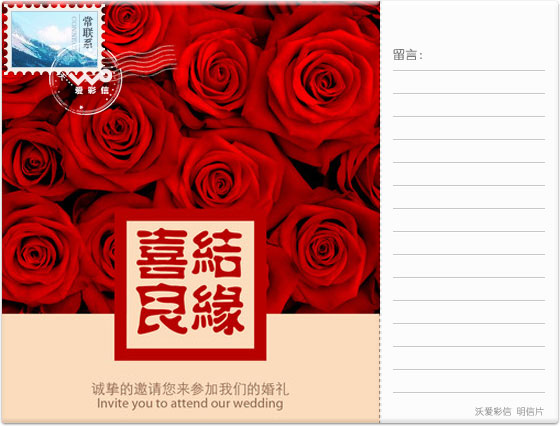 常联系
爱彩信
喜結
良緣
诚挚的邀请您来参加我们的婚礼
Invite you to attend our wedding
留言：
沃爱彩信 明信片